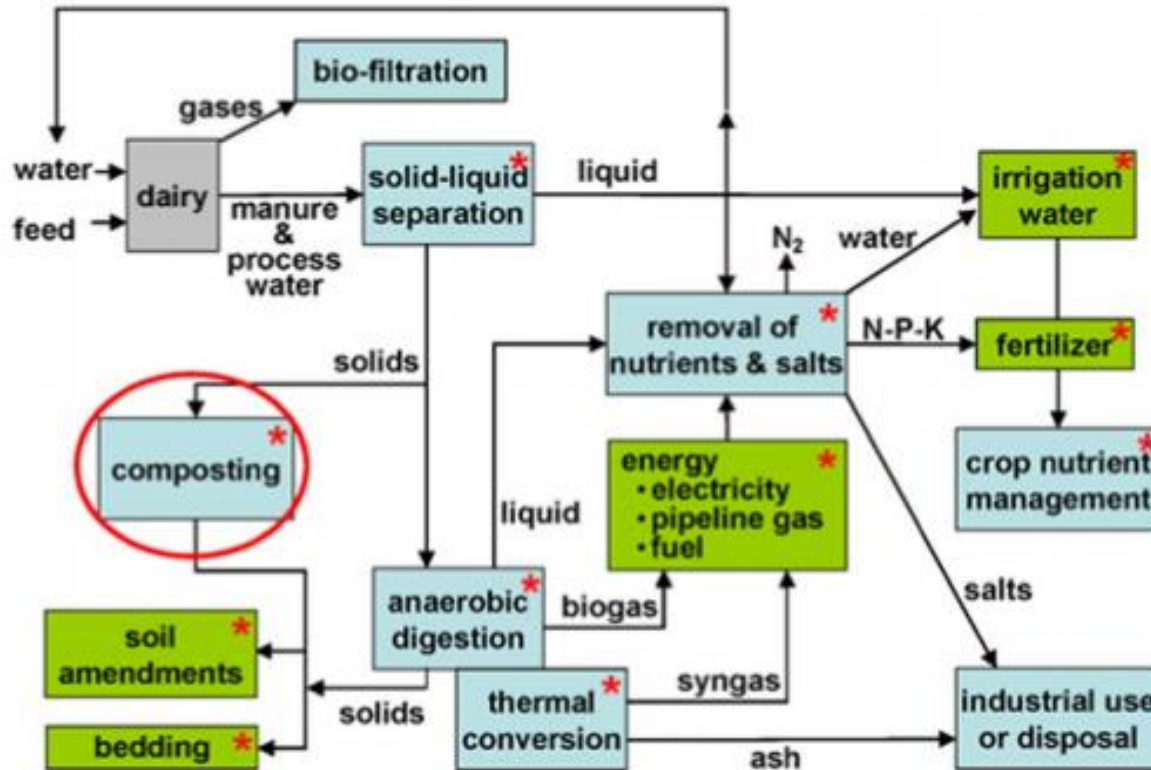 bio-filtration
gases
water
feed
dairy
manure
&
process
water
solid-liquid
separation
liquid
irrigation
water
N2
water
removal of
nutrients & salts
N-P-K
fertilizer
solids
composting
energy
• electricity
• pipeline gas
• fuel
crop nutrient
management
liquid
anaerobic
digestion
biogas
salts
soil
amendments
solids
thermal
conversion
syngas
industrial use
or disposal
bedding
ash